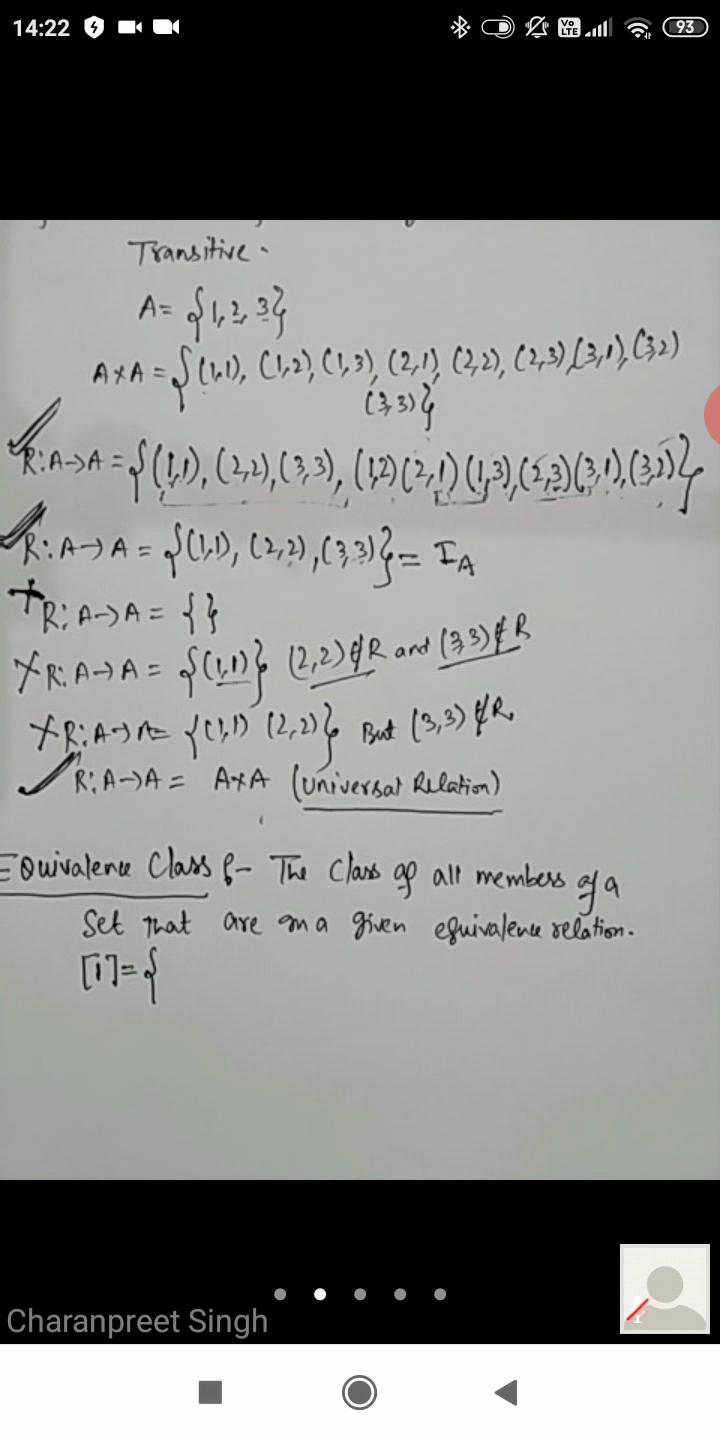 14:22 Vo LTE 93
Transitive.
A= {1, 2, 3}
A×A = {(1,1), (1,2), (1,3), (2,1), (2,2), (2,3), (3,1), (3,2)
(3,3)}
R:A→A = {(1,1), (2,2), (3,3), (1,2) (2,1) (1,3), (2,3) (3,1), (3,2)}
R: A→A = {(1,1), (2,2), (3,3)} = IA
R: A→A = { }
R: A→A = {(1,1)} (2,2)∉R and (3,3)∉R
R: A→A= {(1,1) (2,2)} But (3,3)∉R.
R: A→A = A×A (Universal Relation)
Equivalence Class :- The Class of all members of a
Set that are in a given equivalence relation.
[1]={
Charanpreet Singh